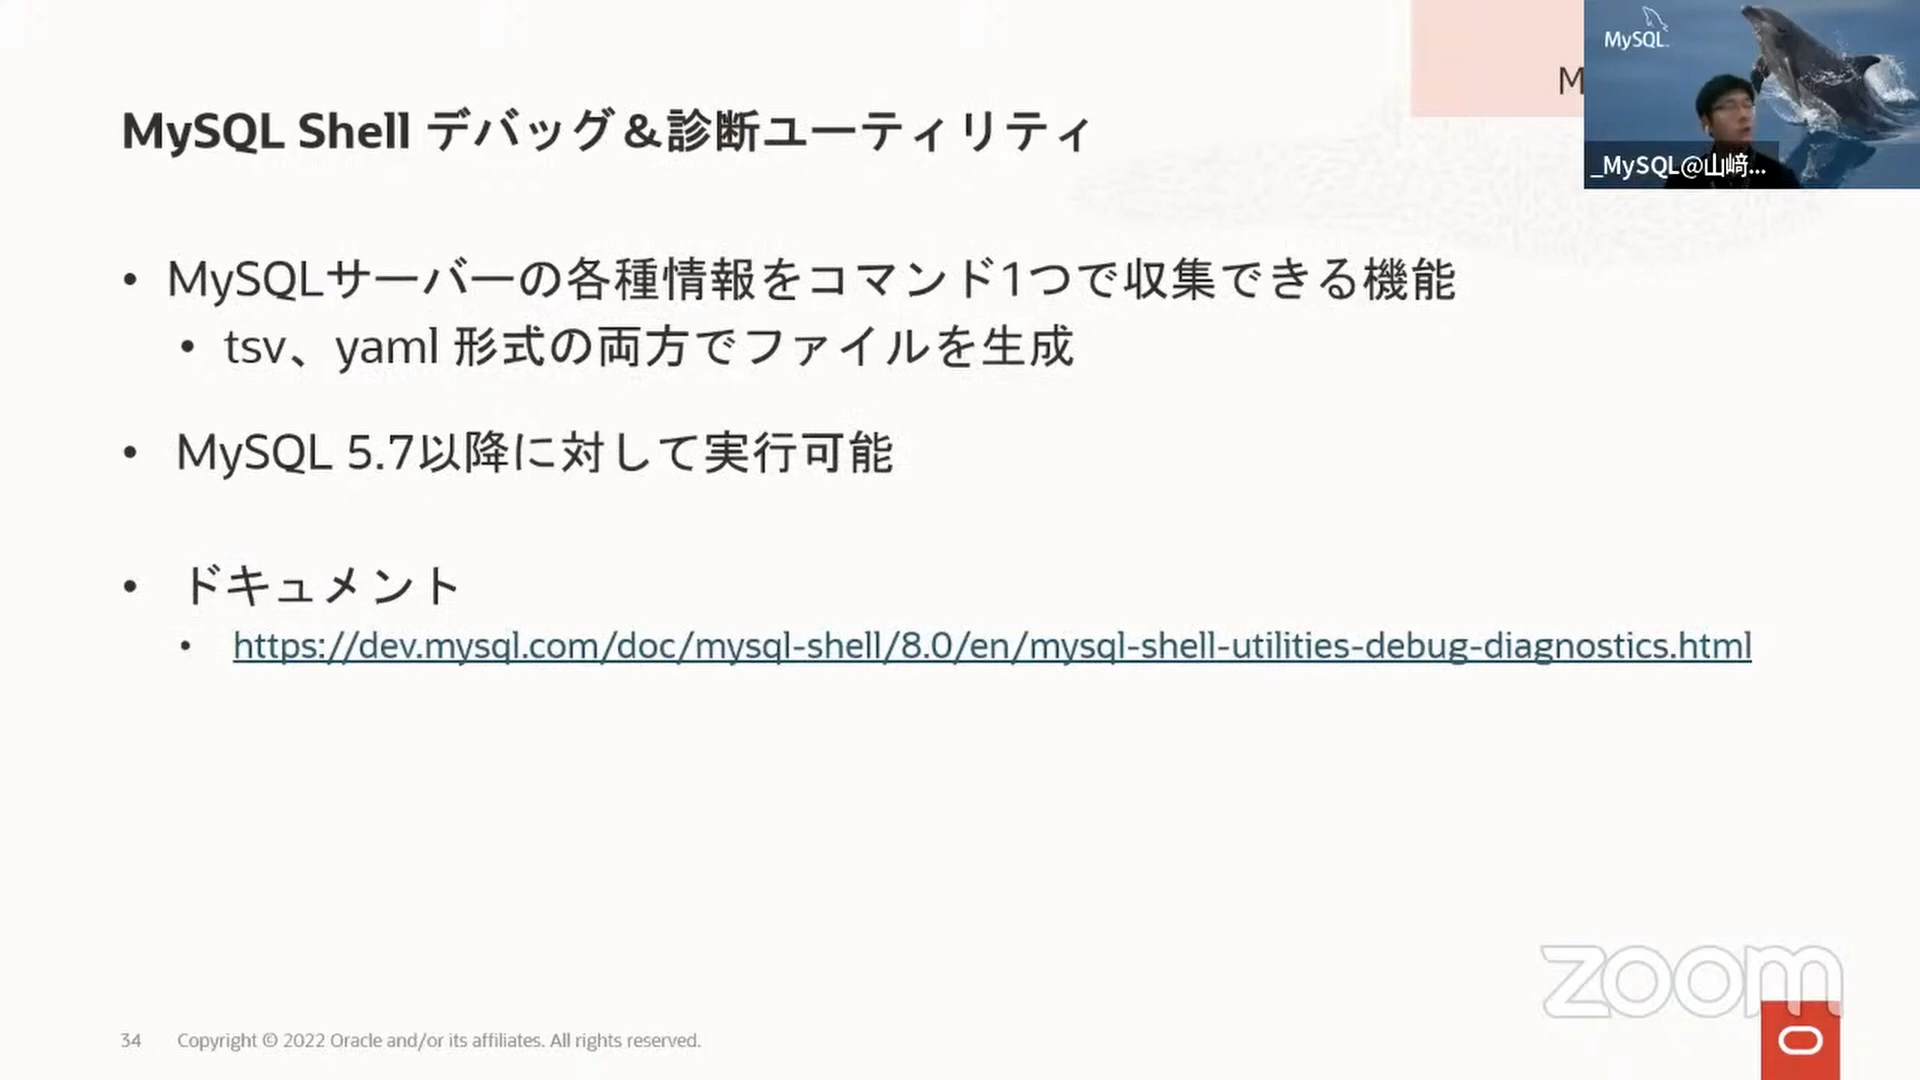 MySQL Shell デバッグ＆診断ユーティリティ
M
MySQL
_MySQL@山﨑...
• MySQLサーバーの各種情報をコマンド1つで収集できる機能
• tsv、yaml 形式の両方でファイルを生成
• MySQL 5.7以降に対して実行可能
• ドキュメント
• https://dev.mysql.com/doc/mysql-shell/8.0/en/mysql-shell-utilities-debug-diagnostics.html
zoom
34 Copyright © 2022 Oracle and/or its affiliates. All rights reserved.